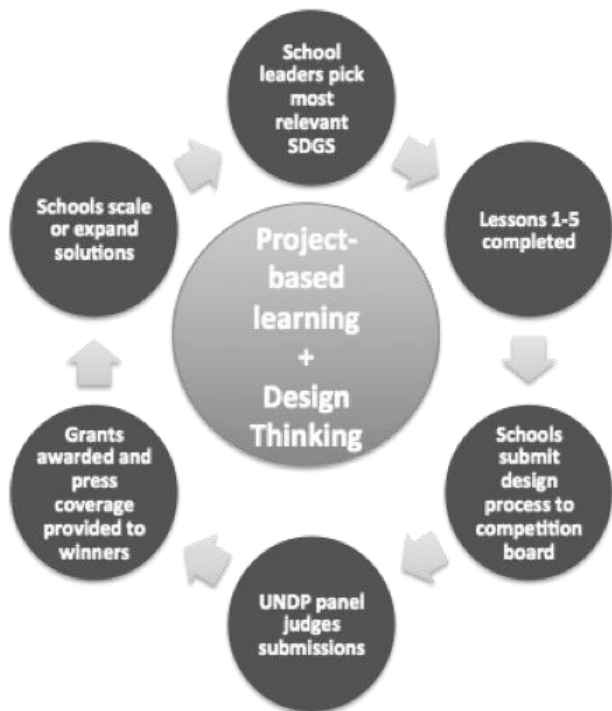 School
leaders pick
most
relevant
SDGS
Lessons 1-5
completed
Schools
submit
design
process to
competition
board
UNDP panel
judges
submissions
Grants
awarded and
press
coverage
provided to
winners
Schools scale
or expand
solutions
Project-
based
learning
+
Design
Thinking